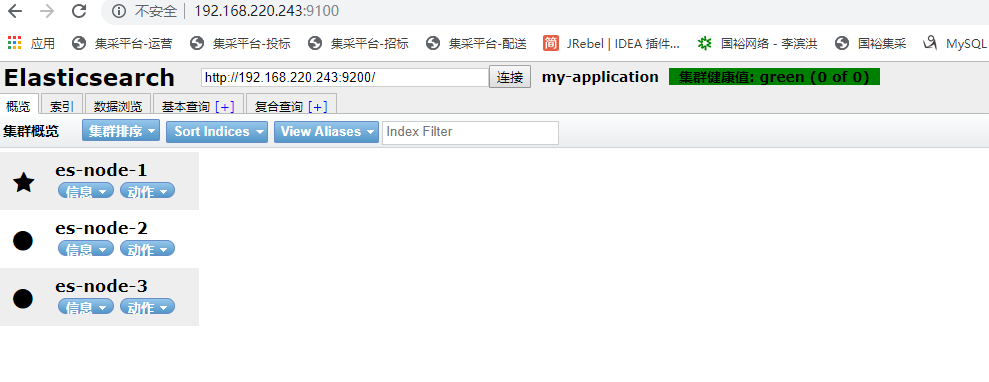 不安全 | 192.168.220.243:9100
应用 集采平台-运营 集采平台-投标 集采平台-招标 集采平台-配送 简 JRebel | IDEA 插件... 国裕网络 - 李滨洪 国裕集采 MySQL
Elasticsearch http://192.168.220.243:9200/ 连接 my-application 集群健康值: green (0 of 0)
概览 索引 数据浏览 基本查询 [+] 复合查询 [+]
集群概览 集群排序 Sort Indices View Aliases Index Filter
es-node-1
信息 动作
es-node-2
信息 动作
es-node-3
信息 动作